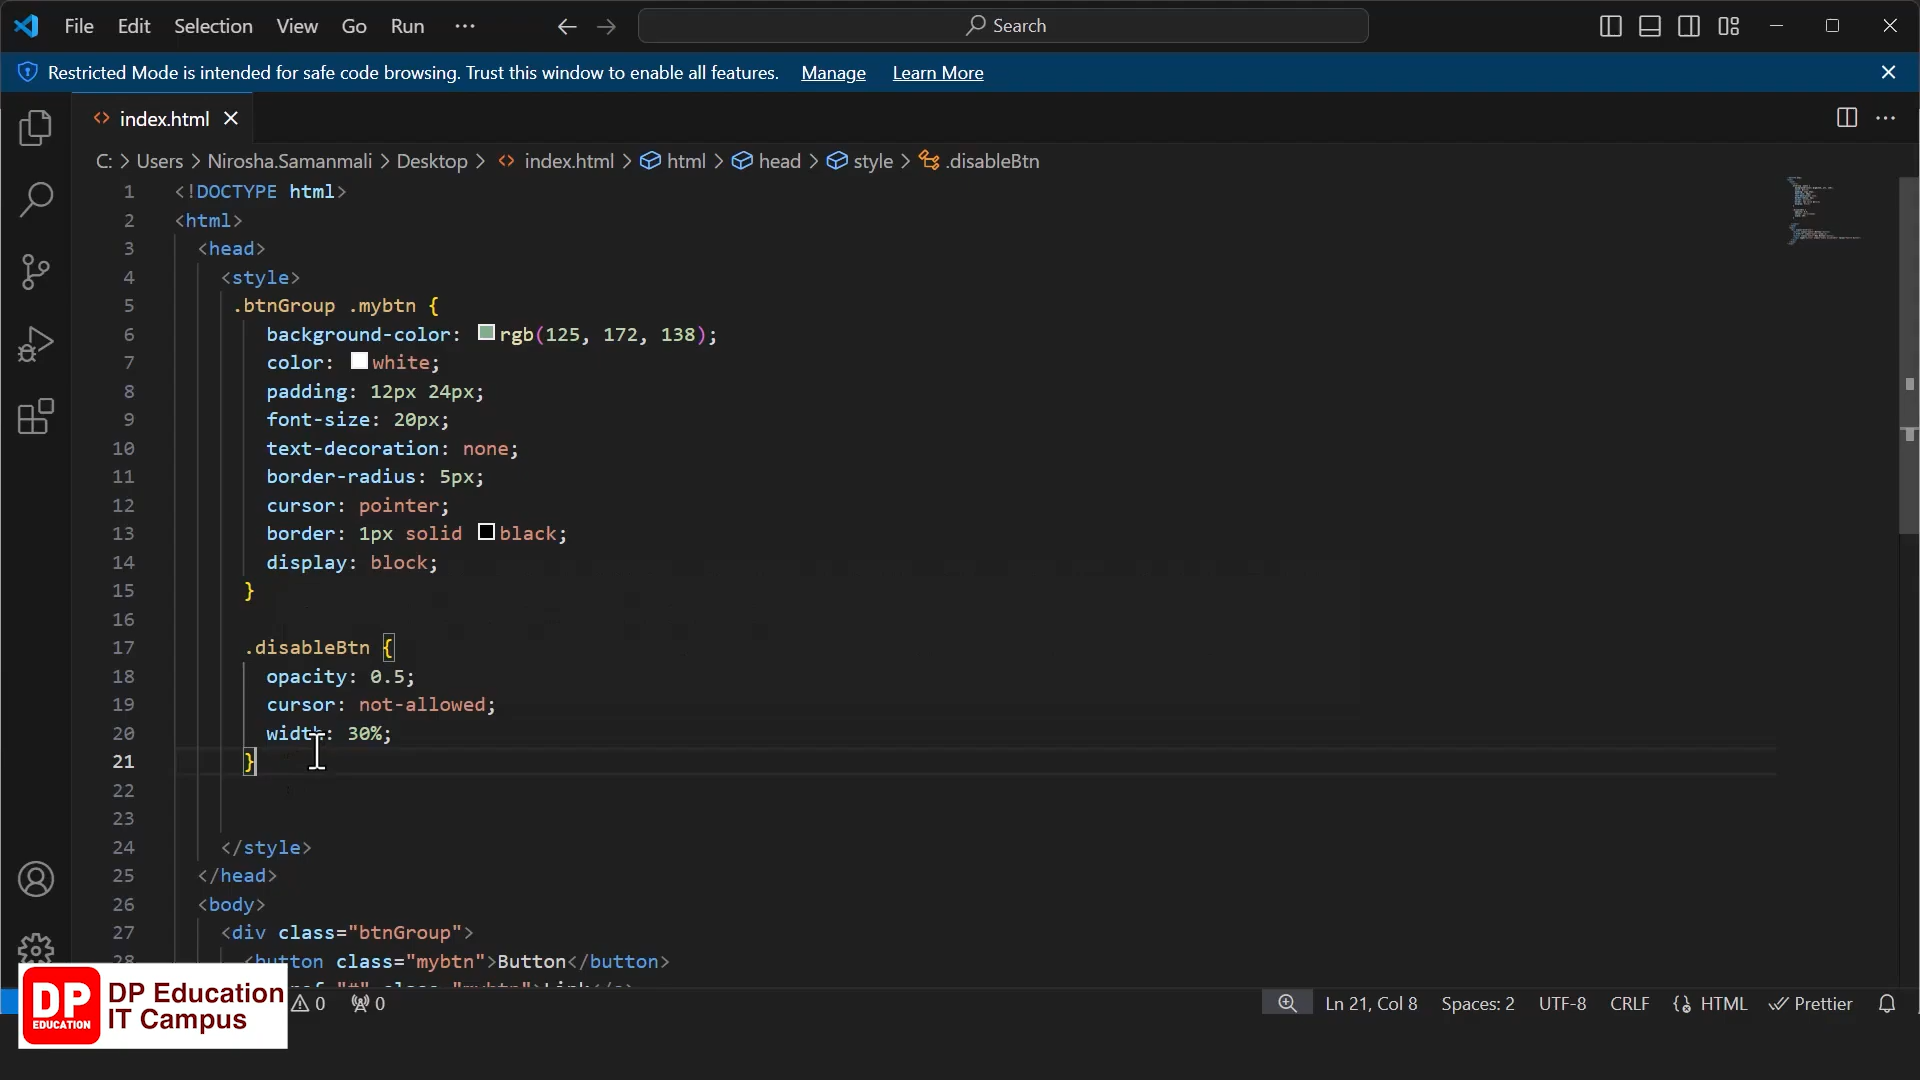 File Edit Selection View Go Run ··· Search
Restricted Mode is intended for safe code browsing. Trust this window to enable all features. Manage Learn More
index.html
C: > Users > Nirosha.Samanmali > Desktop > index.html > html > head > style > .disableBtn
1 <!DOCTYPE html>
2 <html>
3 <head>
4 <style>
5 .btnGroup .mybtn {
6 background-color: rgb(125, 172, 138);
7 color: white;
8 padding: 12px 24px;
9 font-size: 20px;
10 text-decoration: none;
11 border-radius: 5px;
12 cursor: pointer;
13 border: 1px solid black;
14 display: block;
15 }
16
17 .disableBtn {
18 opacity: 0.5;
19 cursor: not-allowed;
20 width: 30%;
21 }
22
23
24 </style>
25 </head>
26 <body>
27 <div class="btnGroup">
28 <button class="mybtn">Button</button>
DP EDUCATION
DP Education
IT Campus
0 0 Ln 21, Col 8 Spaces: 2 UTF-8 CRLF HTML Prettier